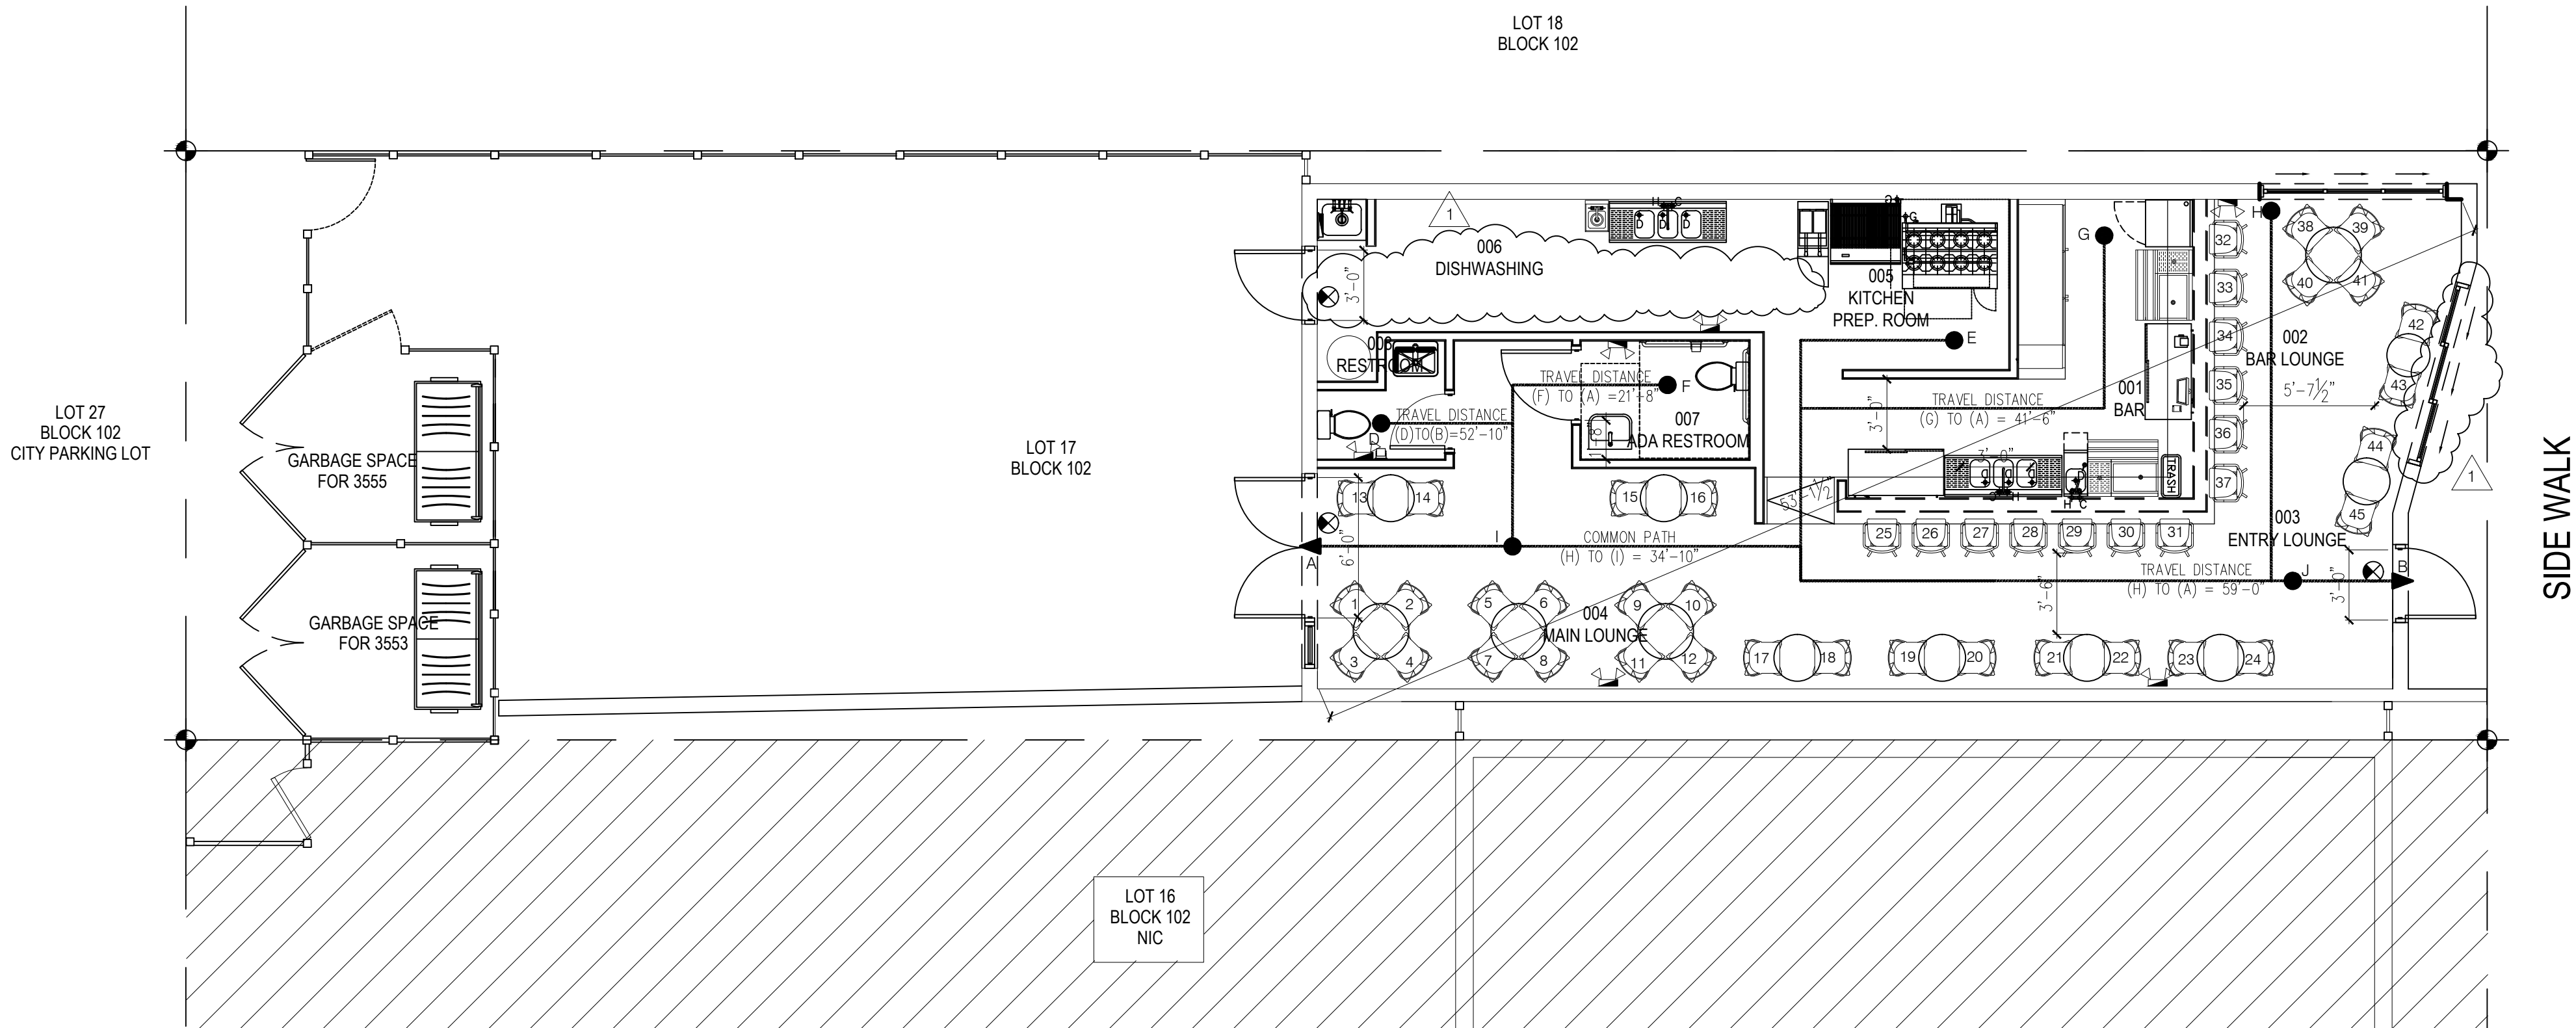 LOT 18
BLOCK 102
LOT 27
BLOCK 102
CITY PARKING LOT
GARBAGE SPACE
FOR 3555
GARBAGE SPACE
FOR 3553
LOT 17
BLOCK 102
LOT 16
BLOCK 102
NIC
1
006
DISHWASHING
3'-0"
H C
D D D
G
005
KITCHEN
PREP. ROOM
E
G
H
38 39
40 41
32
33
34
35
36
37
002
BAR LOUNGE
5'-7½"
42
43
44
45
1
001
BAR
008
RESTROOM
TRAVEL DISTANCE
(F) TO (A) =21'-8"
F
TRAVEL DISTANCE
(D)TO(B)=52'-10"
D
007
ADA RESTROOM
TRAVEL DISTANCE
(G) TO (A) = 41'-6"
3'-0"
3'-0"
TRASH
H C
53'-1½"
13 14
15 16
25 26 27 28 29 30 31
003
ENTRY LOUNGE
I
COMMON PATH
(H) TO (I) = 34'-10"
A
6'-0"
TRAVEL DISTANCE
(H) TO (A) = 59'-0"
J
B
3'-0"
3'-6"
1 2
3 4
5 6
7 8
9 10
11 12
004
MAIN LOUNGE
17 18
19 20
21 22
23 24
SIDE WALK